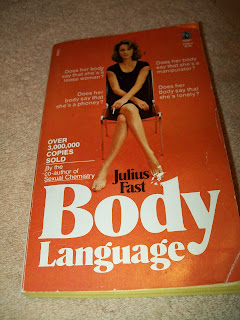 Does her body
say that she's a
loose woman?
Does her body
say that she's a
manipulator?
Does her
body say that
she's a phoney?
Does her
body say that
she's lonely?
OVER
3,000,000
COPIES
SOLD
By the
co-author of
Sexual Chemistry
Julius
Fast
Body
Language